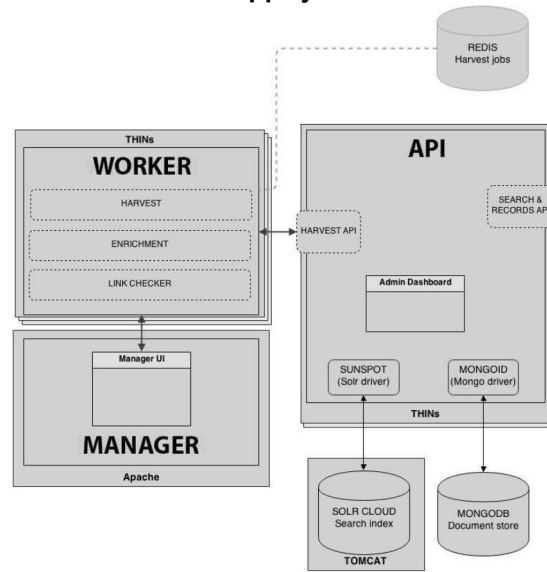 REDIS
Harvest jobs
THINs
WORKER
HARVEST
ENRICHMENT
LINK CHECKER
API
SEARCH &
RECORDS AP
HARVEST API
Admin Dashboard
SUNSPOT
(Solr driver)
MONGOID
(Mongo driver)
THINs
Manager UI
MANAGER
Apache
SOLR CLOUD
Search index
TOMCAT
MONGODB
Document store